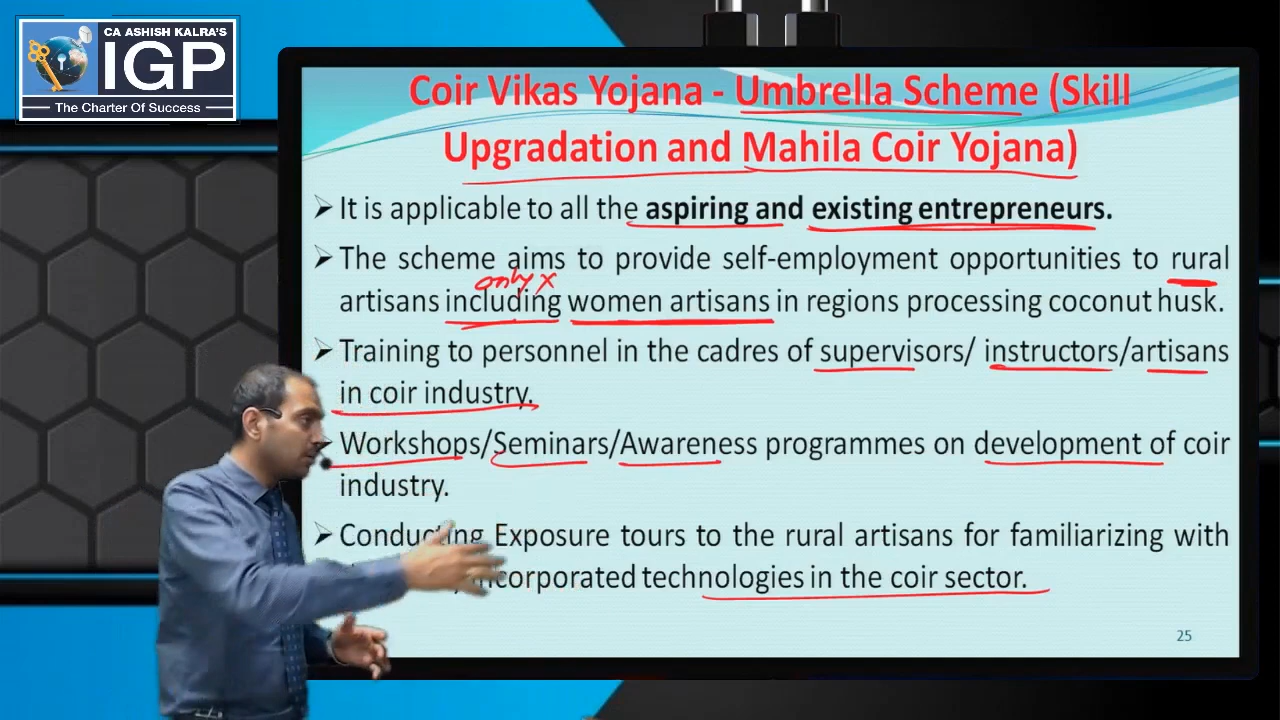 CA ASHISH KALRA'S
IGP
The Charter Of Success
Coir Vikas Yojana - Umbrella Scheme (Skill
Upgradation and Mahila Coir Yojana)
➢ It is applicable to all the aspiring and existing entrepreneurs.
➢ The scheme aims to provide self-employment opportunities to rural
only x
artisans including women artisans in regions processing coconut husk.
➢ Training to personnel in the cadres of supervisors/ instructors/artisans
in coir industry.
➢ Workshops/Seminars/Awareness programmes on development of coir
industry.
➢ Conducting Exposure tours to the rural artisans for familiarizing with
incorporated technologies in the coir sector.
25